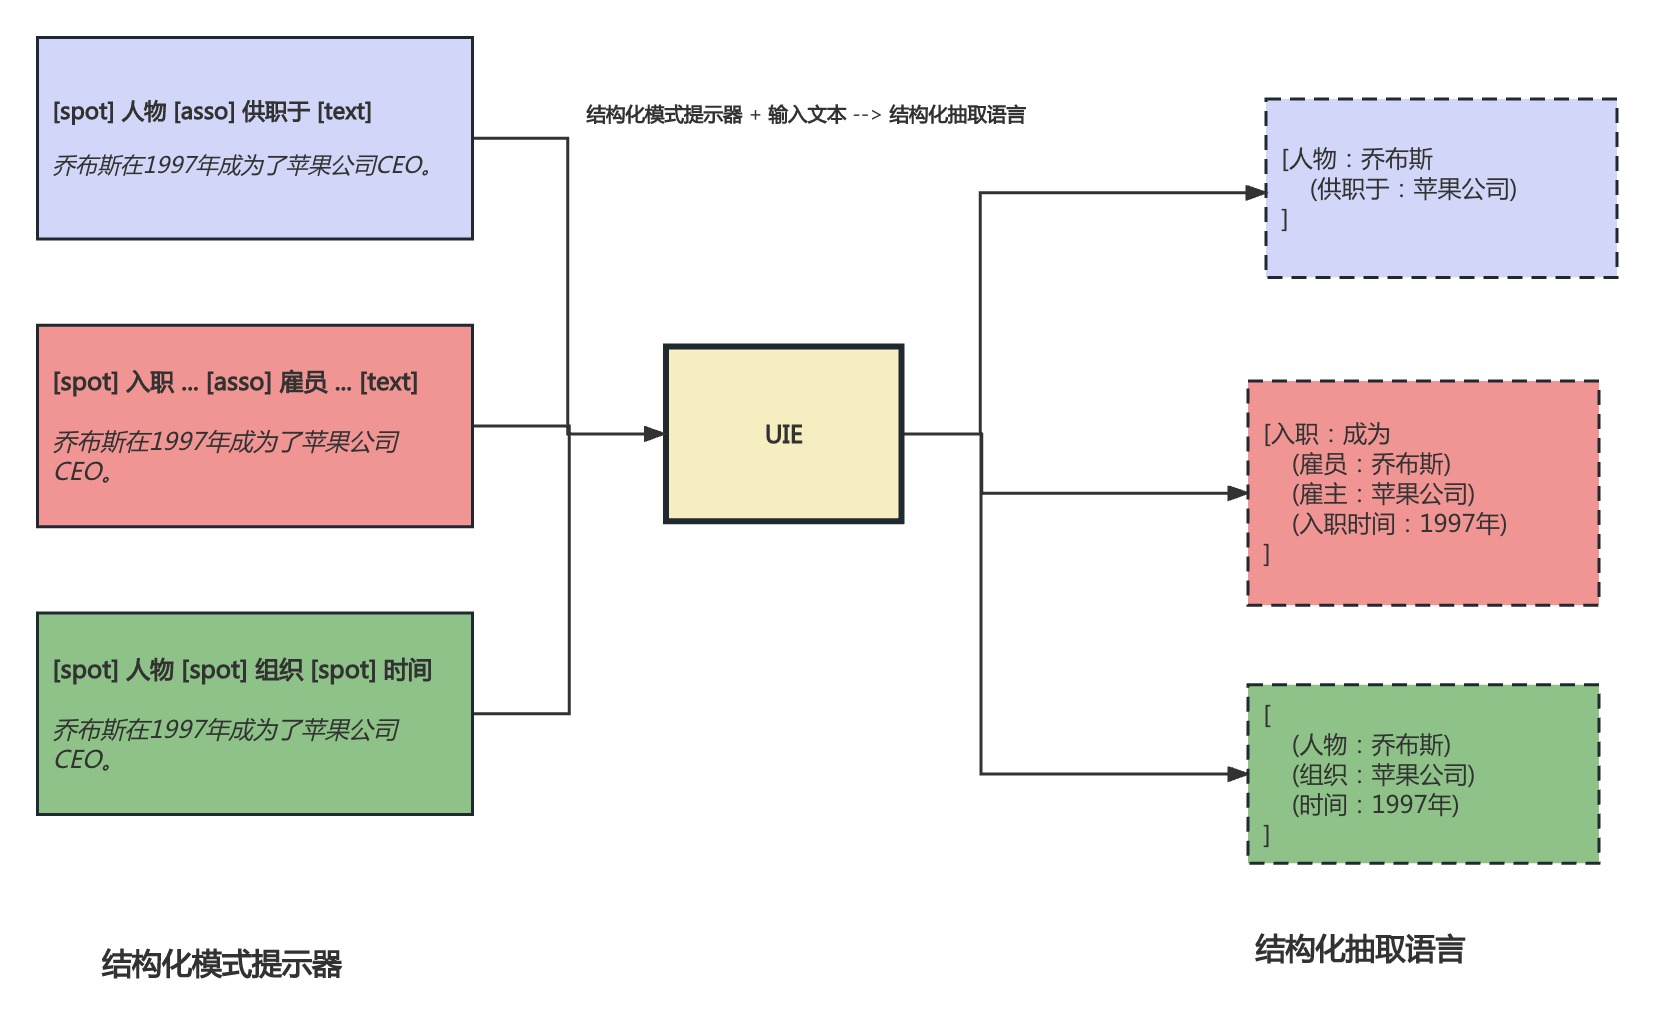 [spot] 人物 [asso] 供职于 [text]
乔布斯在1997年成为了苹果公司CEO。
[spot] 入职 ... [asso] 雇员 ... [text]
乔布斯在1997年成为了苹果公司
CEO。
[spot] 人物 [spot] 组织 [spot] 时间
乔布斯在1997年成为了苹果公司
CEO。
结构化模式提示器
结构化模式提示器 + 输入文本 --> 结构化抽取语言
UIE
[人物：乔布斯
(供职于：苹果公司)
]
[入职：成为
(雇员：乔布斯)
(雇主：苹果公司)
(入职时间：1997年)
]
[
(人物：乔布斯)
(组织：苹果公司)
(时间：1997年)
]
结构化抽取语言